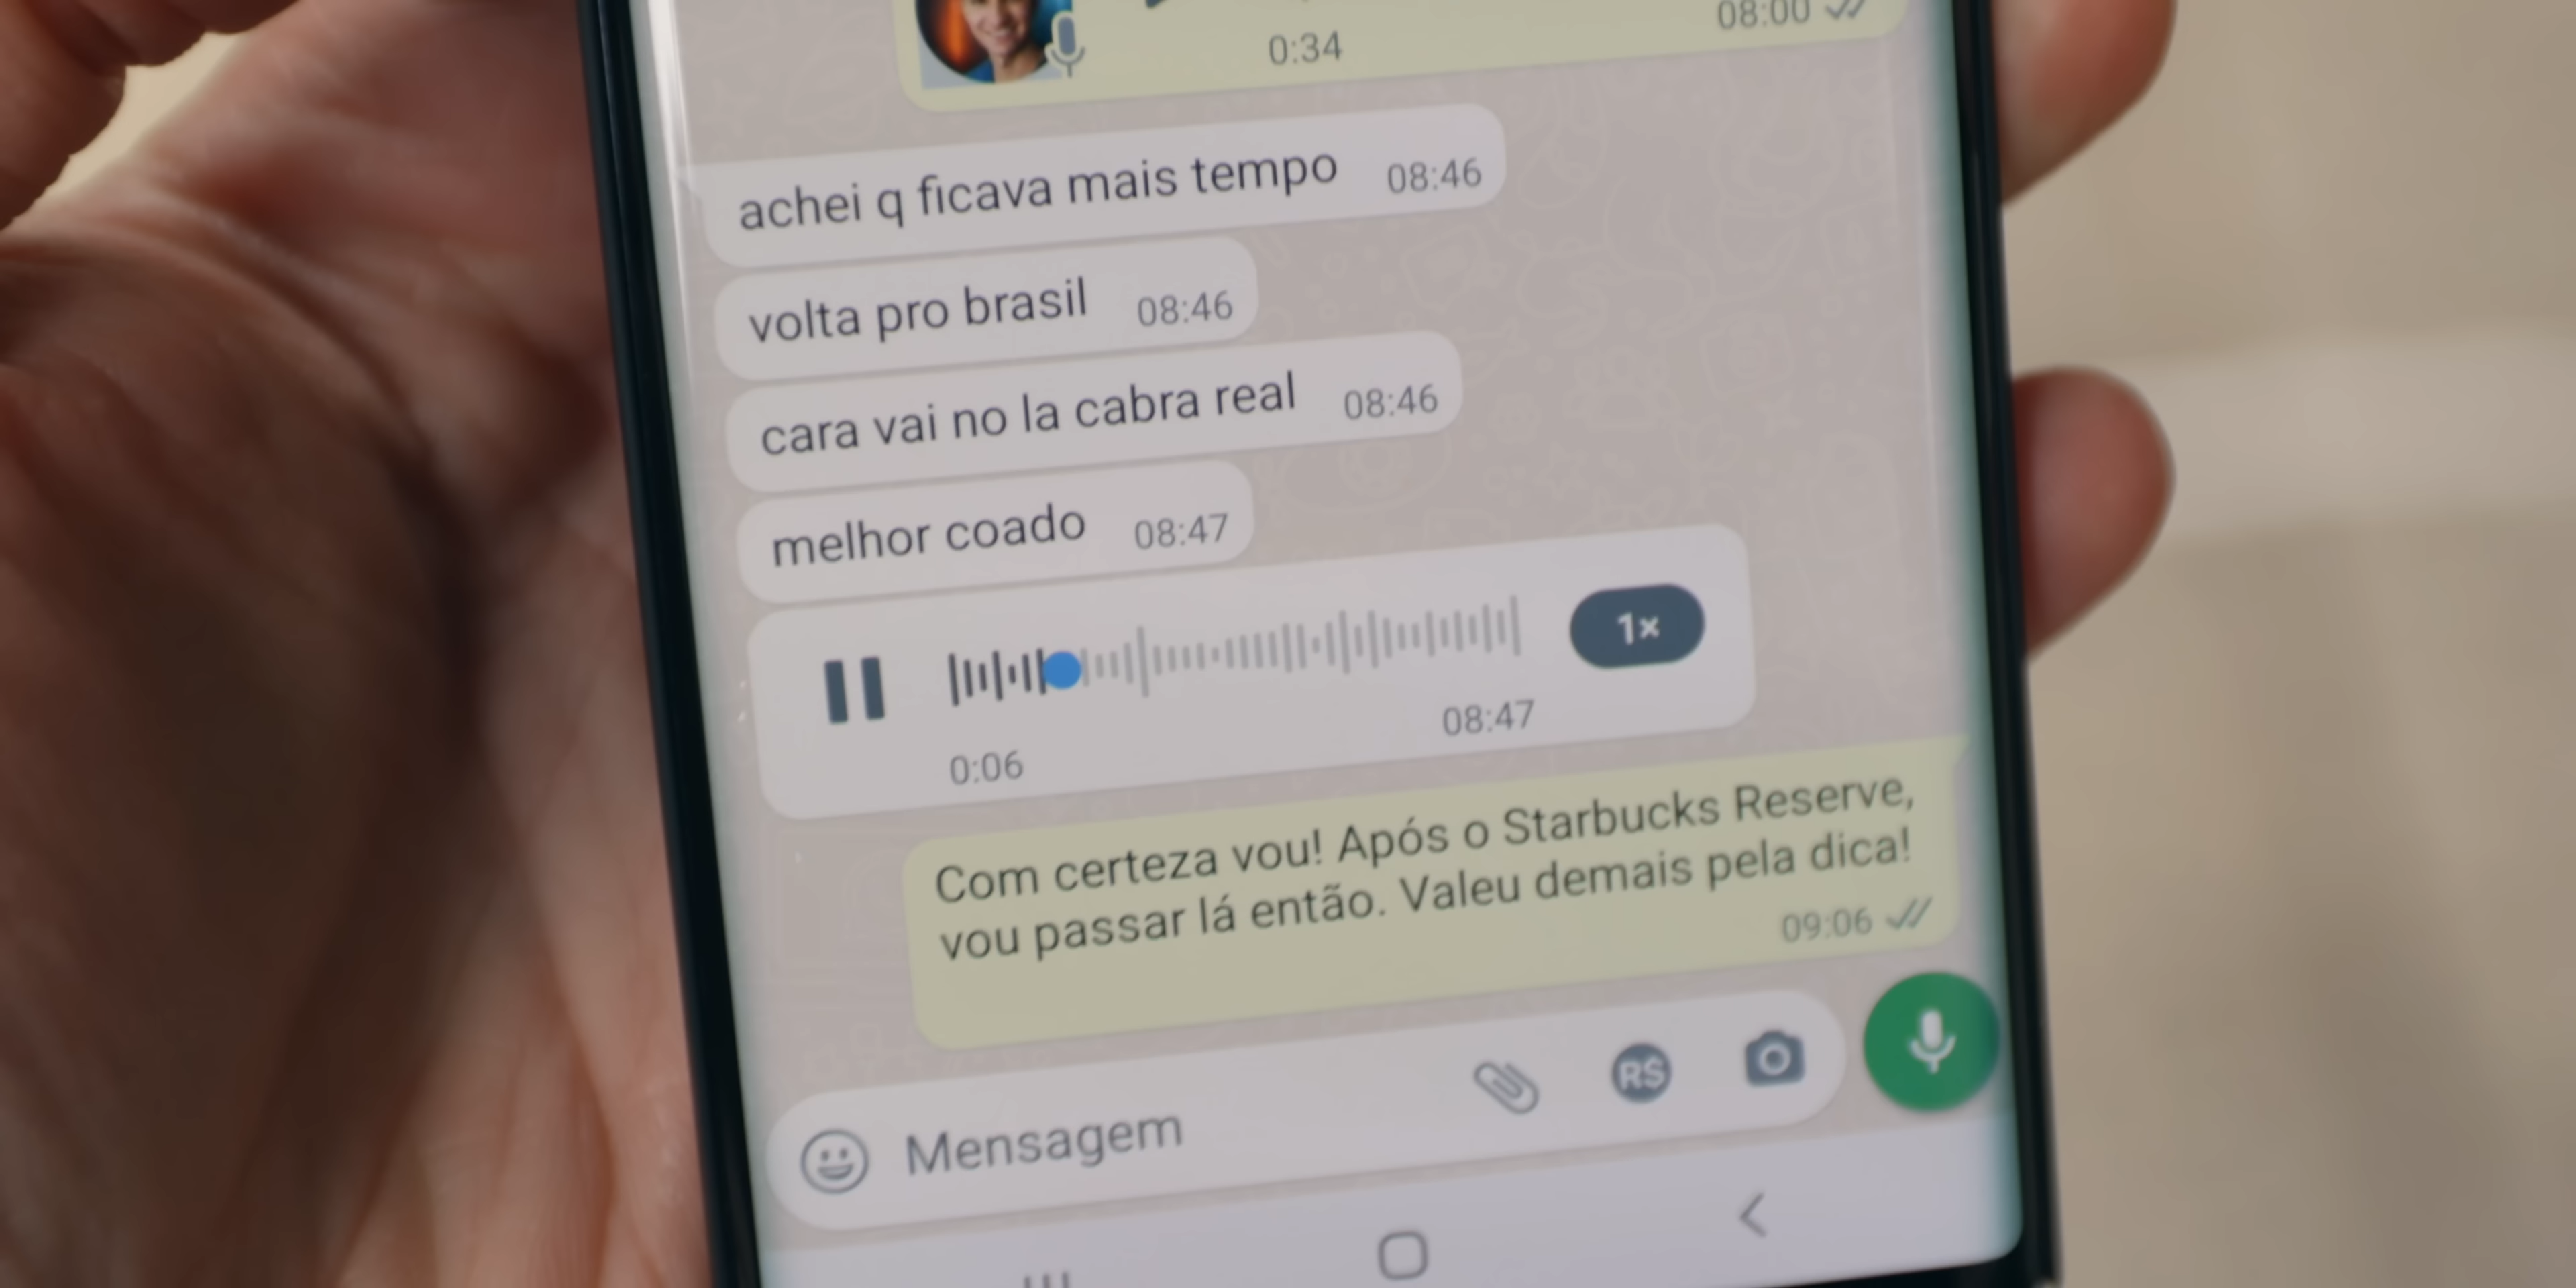 0:34
08:00
achei q ficava mais tempo 08:46
volta pro brasil 08:46
cara vai no la cabra real 08:46
melhor coado 08:47
1×
0:06
08:47
Com certeza vou! Após o Starbucks Reserve,
vou passar lá então. Valeu demais pela dica!
09:06
Mensagem
R$